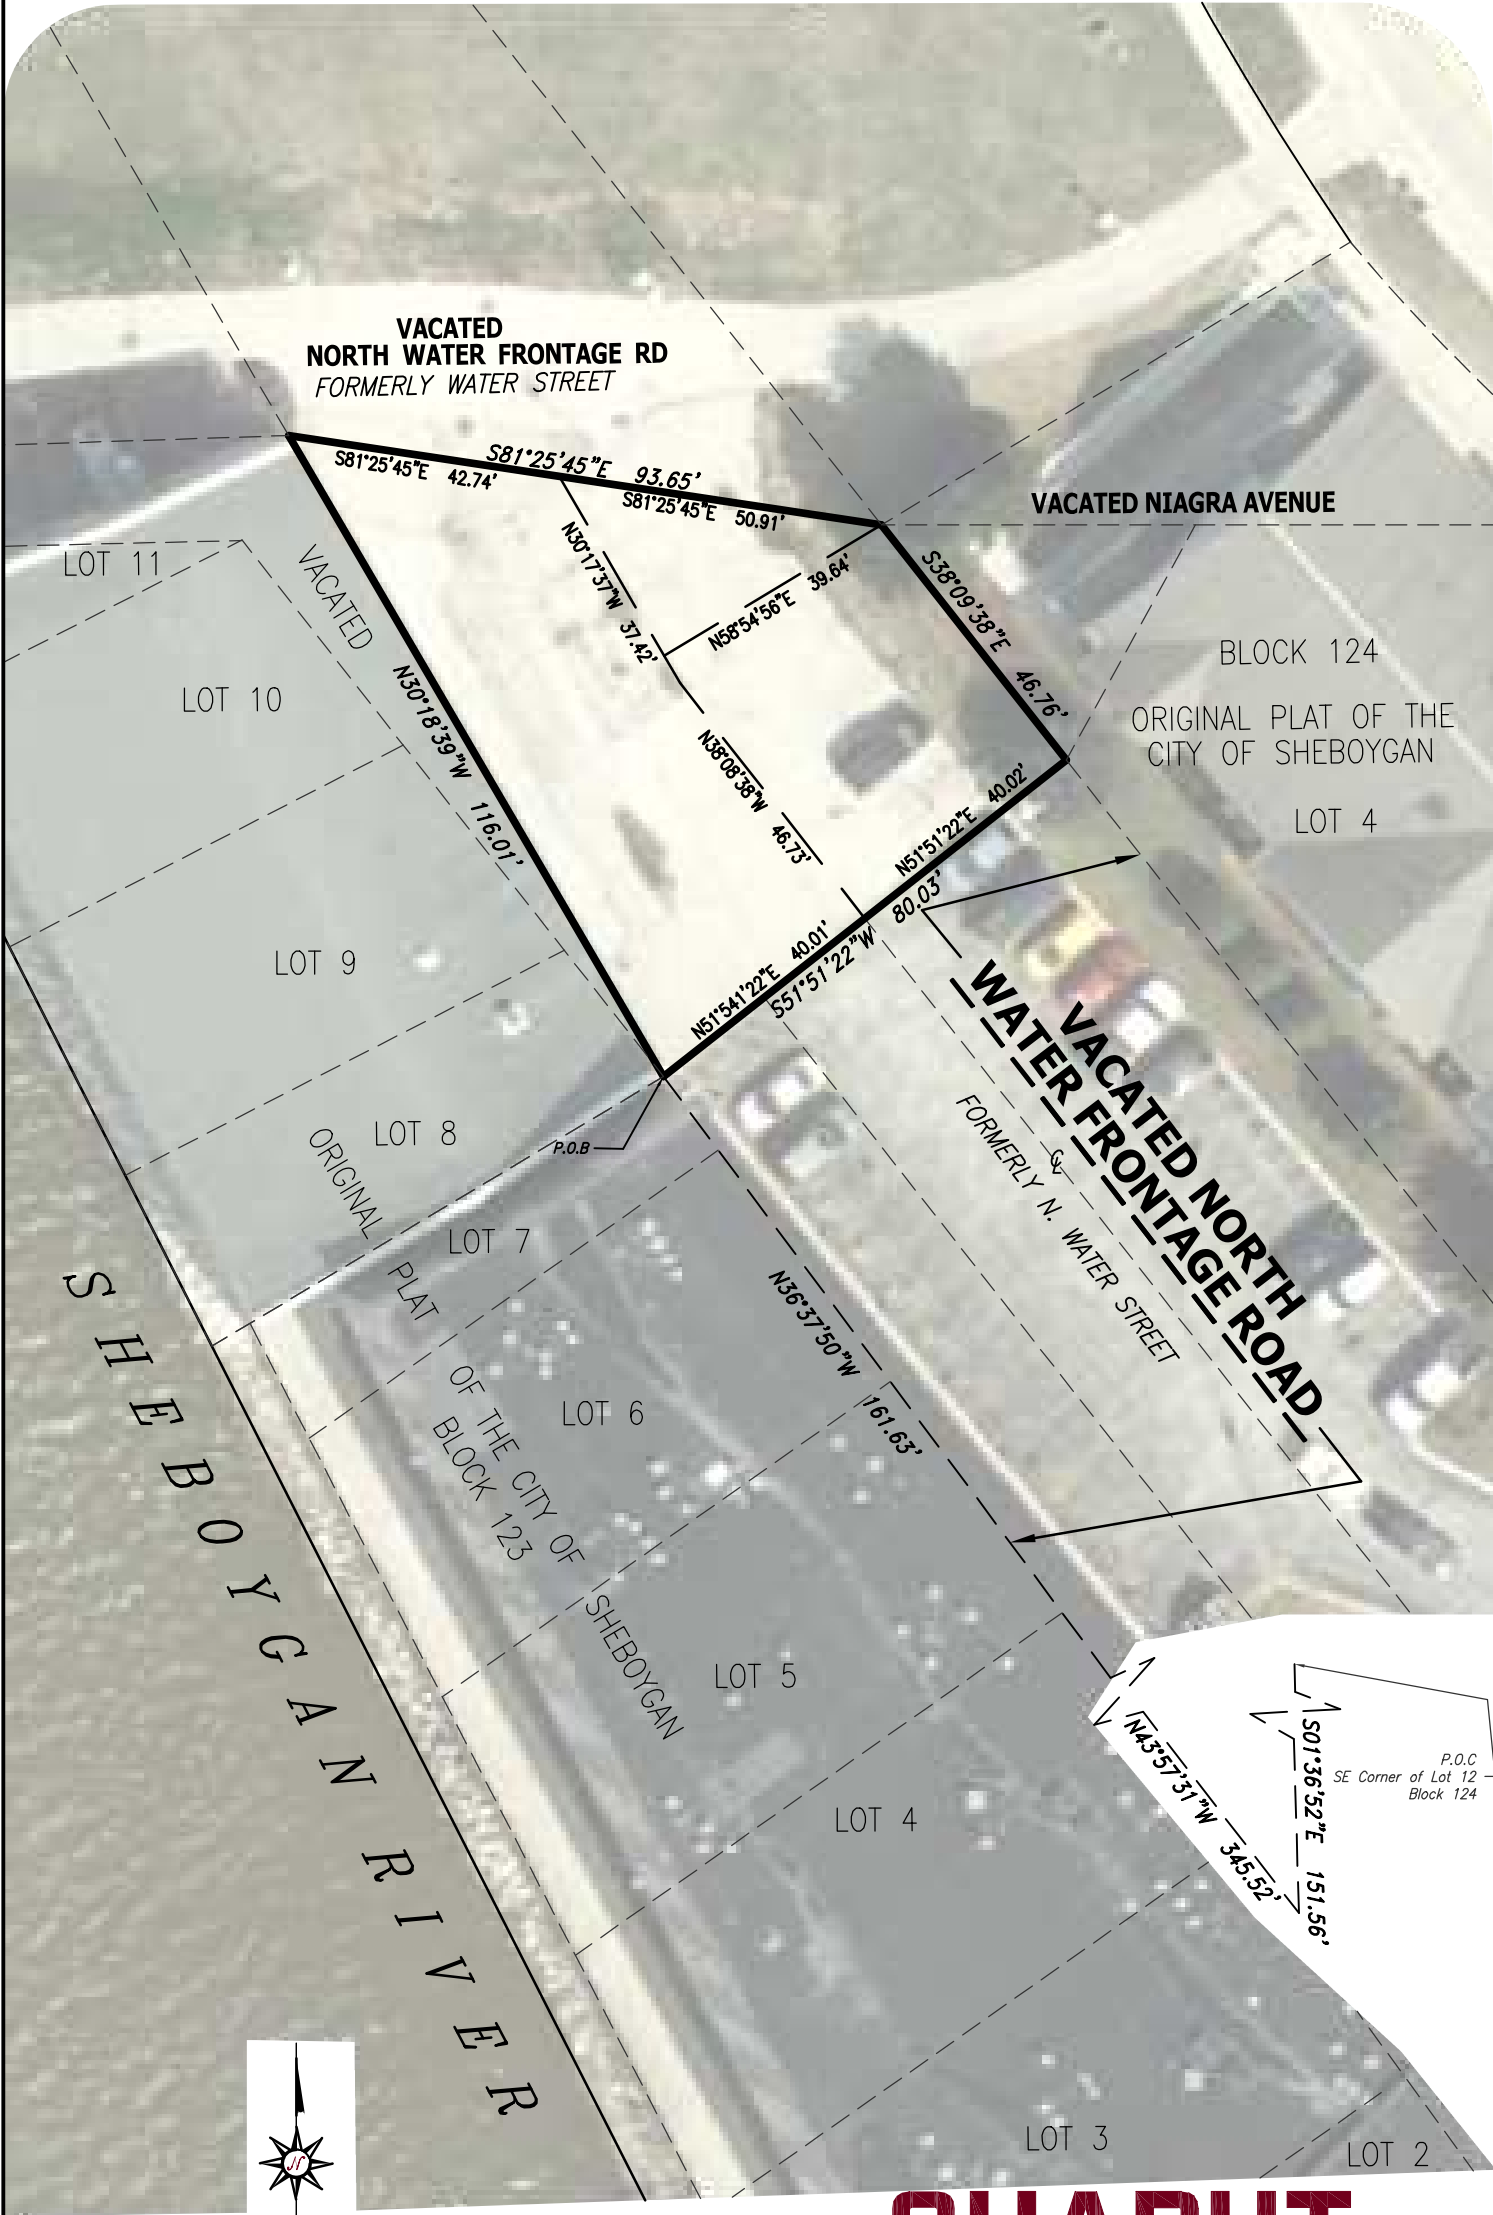 VACATED
NORTH WATER FRONTAGE RD
FORMERLY WATER STREET
S81°25'45"E 93.65'
S81°25'45"E 42.74'
S81°25'45"E 50.91'
VACATED NIAGRA AVENUE
LOT 11
VACATED
N30°17'37"W 37.42'
N58°54'56"E 39.64'
S38°09'38"E 46.76'
BLOCK 124
ORIGINAL PLAT OF THE
CITY OF SHEBOYGAN
LOT 4
LOT 10
N30°18'39"W 116.01'
N38°08'38"W 46.73'
N51°51'22"E 40.02'
80.03'
S51°51'22"W
N51°541'22"E 40.01'
LOT 9
VACATED NORTH
WATER FRONTAGE ROAD
FORMERLY N. WATER STREET
LOT 8
P.O.B
ORIGINAL
PLAT
OF THE CITY OF
SHEBOYGAN
BLOCK 123
LOT 7
N36°37'50"W 161.63'
LOT 6
LOT 5
SHEBOYGAN RIVER
N43°57'31"W 345.52'
S01°36'52"E 151.56'
P.O.C
SE Corner of Lot 12
Block 124
LOT 4
LOT 3
LOT 2
N